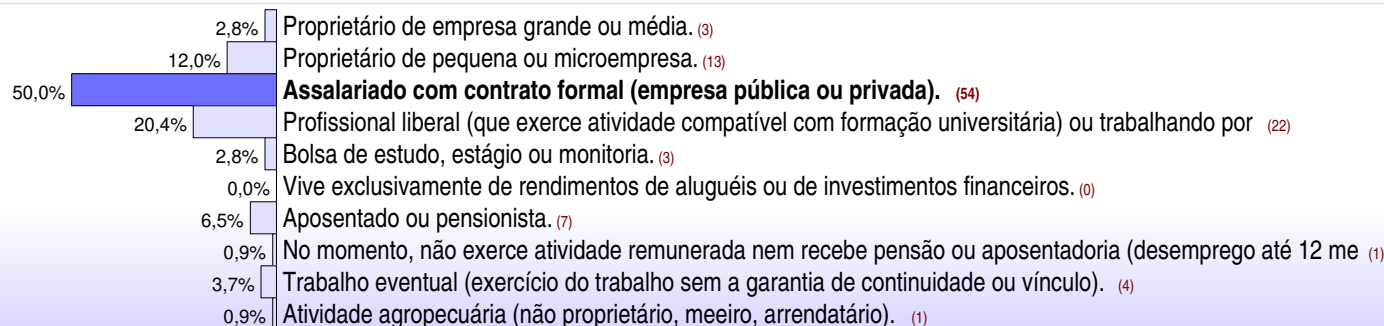 2,8% Proprietário de empresa grande ou média. (3)
12,0% Proprietário de pequena ou microempresa. (13)
50,0% Assalariado com contrato formal (empresa pública ou privada). (54)
20,4% Profissional liberal (que exerce atividade compatível com formação universitária) ou trabalhando por (22)
2,8% Bolsa de estudo, estágio ou monitoria. (3)
0,0% Vive exclusivamente de rendimentos de aluguéis ou de investimentos financeiros. (0)
6,5% Aposentado ou pensionista. (7)
0,9% No momento, não exerce atividade remunerada nem recebe pensão ou aposentadoria (desemprego até 12 me (1)
3,7% Trabalho eventual (exercício do trabalho sem a garantia de continuidade ou vínculo). (4)
0,9% Atividade agropecuária (não proprietário, meeiro, arrendatário). (1)